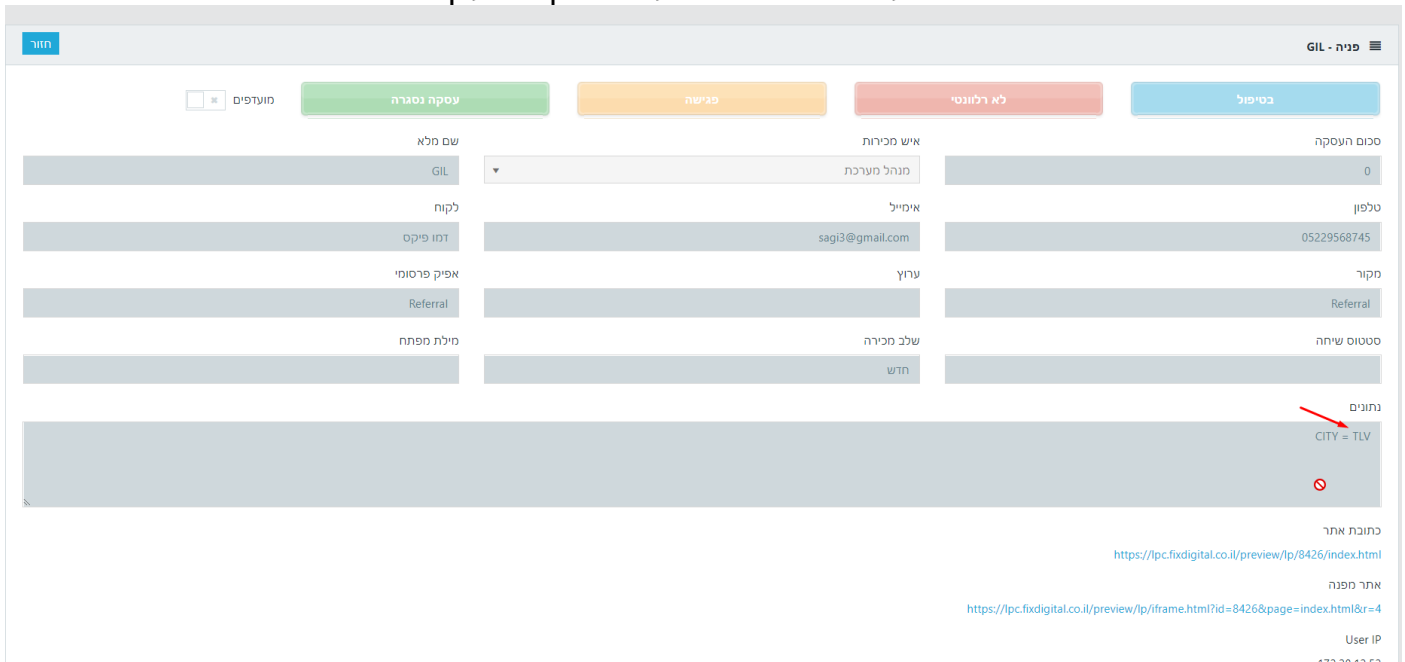 פניה - GIL
חזור
בטיפול
לא רלוונטי
פגישה
עסקה נסגרה
מועדפים
סכום העסקה
איש מכירות
שם מלא
0
מנהל מערכת
GIL
טלפון
אימייל
לקוח
05229568745
sagi3@gmail.com
דמו פיקס
מקור
ערוץ
אפיק פרסומי
Referral
Referral
סטטוס שיחה
שלב מכירה
מילת מפתח
חדש
נתונים
CITY = TLV
כתובת אתר
https://lpc.fixdigital.co.il/preview/lp/8426/index.html
אתר מפנה
https://lpc.fixdigital.co.il/preview/lp/iframe.html?id=8426&page=index.html&r=4
User IP